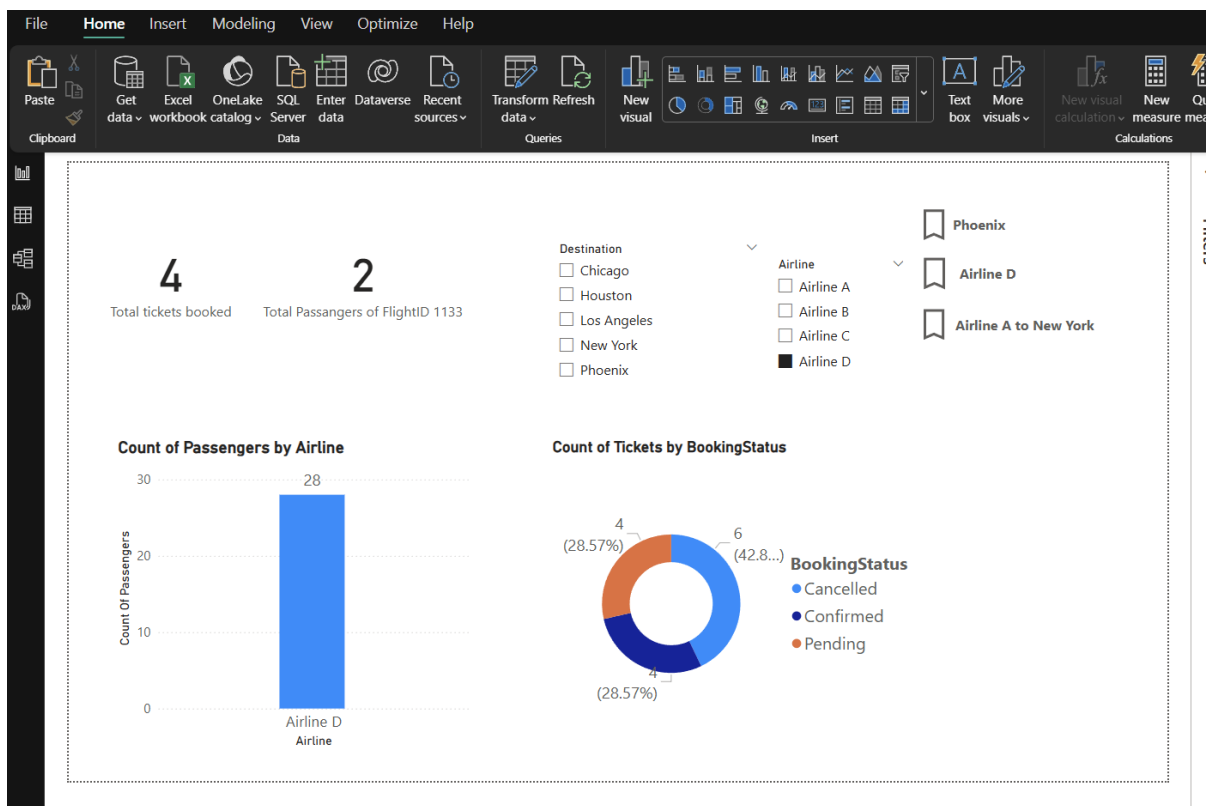 File Home Insert Modeling View Optimize Help
Paste
Get data
Excel workbook
OneLake catalog
SQL Server
Enter data
Dataverse
Recent sources
Transform data
Refresh
New visual
Text box
More visuals
New visual calculation
New measure
Clipboard
Data
Queries
Insert
Calculations
DAX
4
Total tickets booked
2
Total Passangers of FlightID 1133
Destination
Chicago
Houston
Los Angeles
New York
Phoenix
Airline
Airline A
Airline B
Airline C
Airline D
Phoenix
Airline D
Airline A to New York
Count of Passengers by Airline
Count Of Passengers
30
20
10
0
28
Airline D
Airline
Count of Tickets by BookingStatus
4
(28.57%)
6
(42.8...)
4
(28.57%)
BookingStatus
Cancelled
Confirmed
Pending